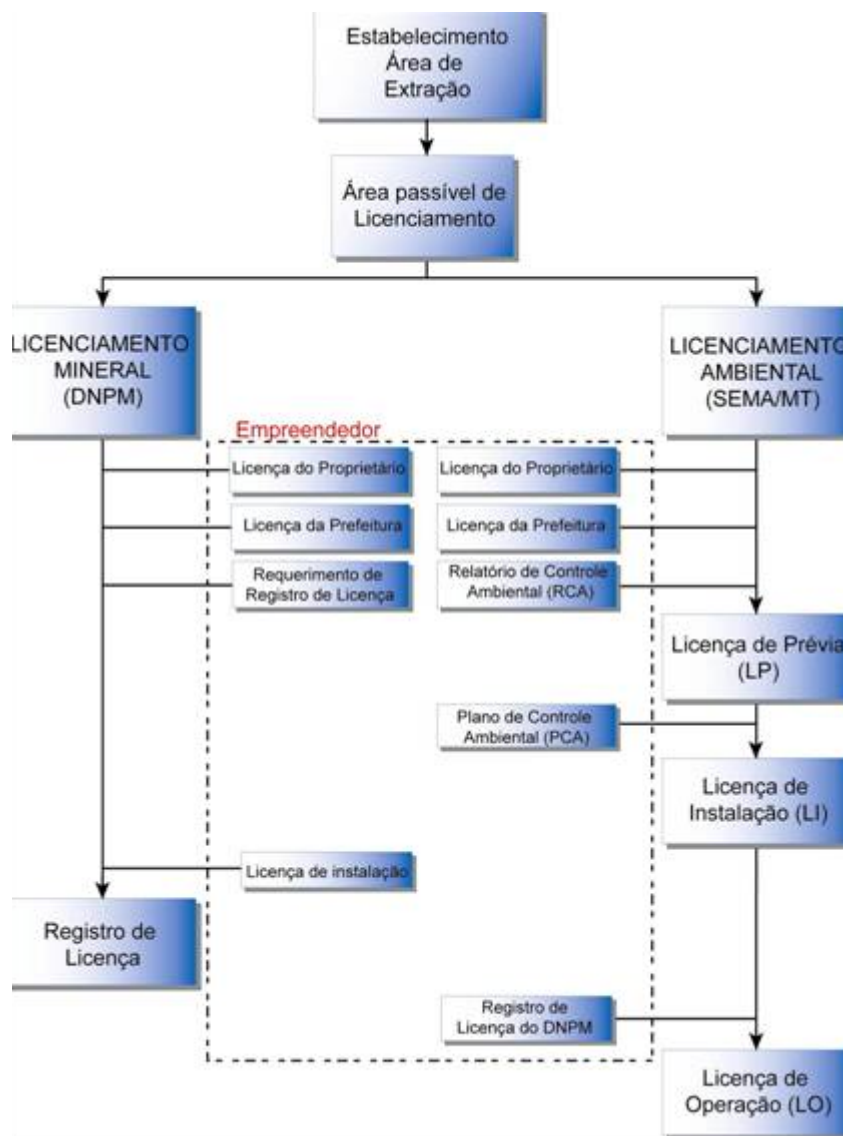 Estabelecimento
Área de
Extração
Área passível de
Licenciamento
LICENCIAMENTO
MINERAL
(DNPM)
LICENCIAMENTO
AMBIENTAL
(SEMA/MT)
Empreendedor
Licença do Proprietário
Licença do Proprietário
Licença da Prefeitura
Licença da Prefeitura
Requerimento de
Registro de Licença
Relatório de Controle
Ambiental (RCA)
Licença de Prévia
(LP)
Plano de Controle
Ambiental (PCA)
Licença de
Instalação (LI)
Licença de instalação
Registro de
Licença
Registro de
Licença do DNPM
Licença de
Operação (LO)